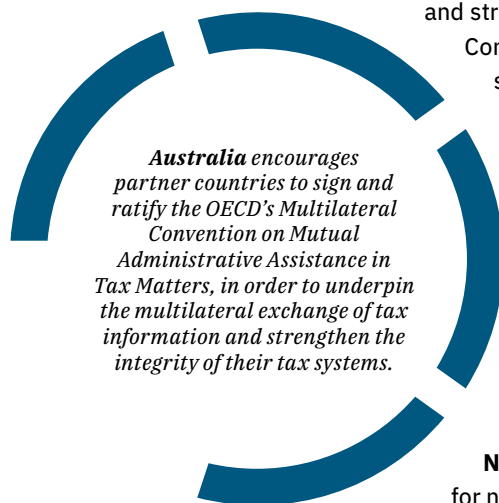 and str
Con
s
Australia encourages
partner countries to sign and
ratify the OECD's Multilateral
Convention on Mutual
Administrative Assistance in
Tax Matters, in order to underpin
the multilateral exchange of tax
information and strengthen the
integrity of their tax systems.
N
for n